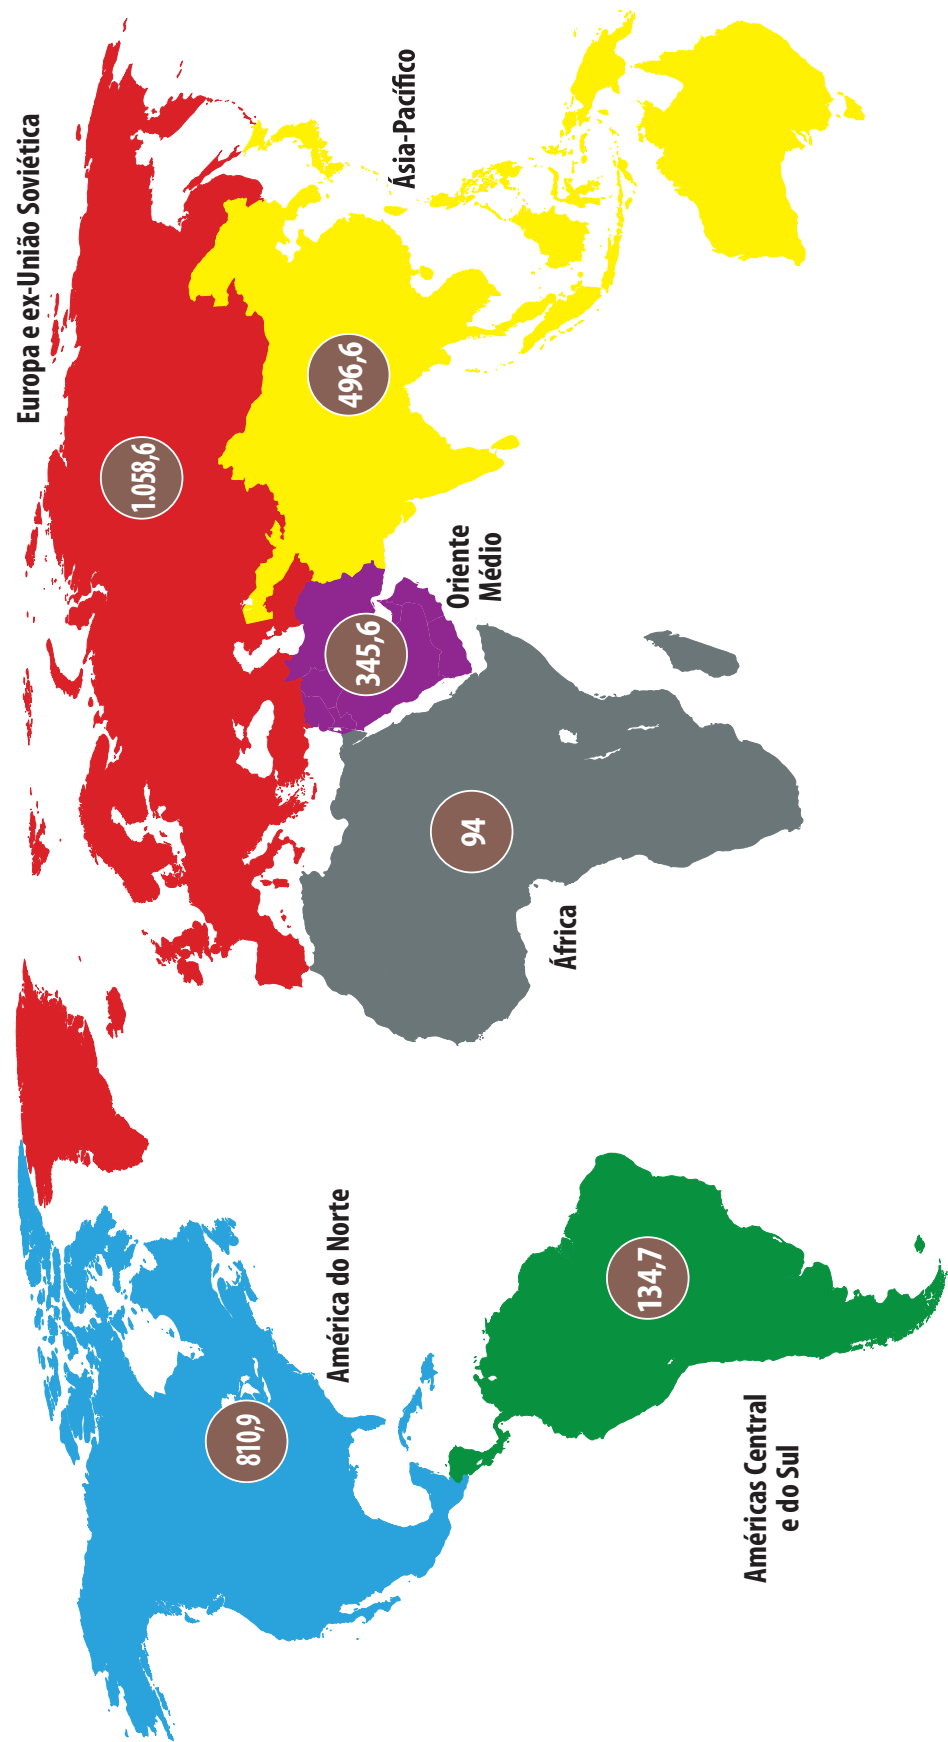 Europa e ex-União Soviética
1.058,6
América do Norte
810,9
Ásia-Pacífico
496,6
Oriente
Médio
345,6
África
94
Américas Central
e do Sul
134,7